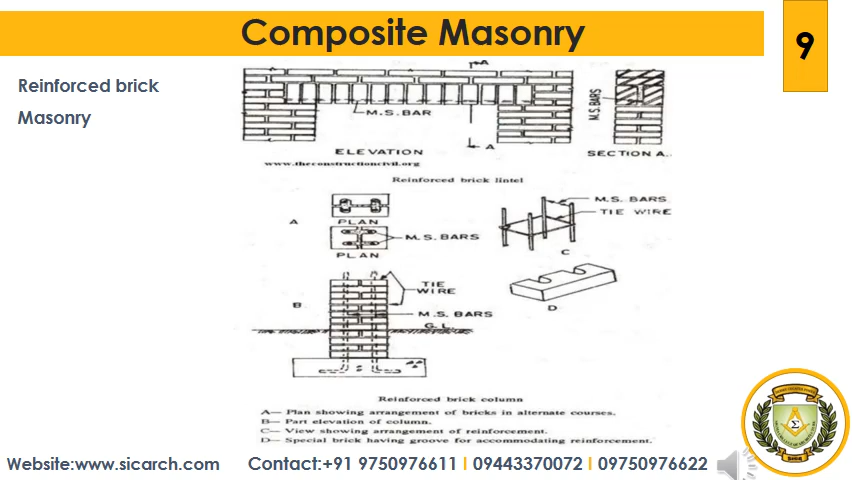 Composite Masonry
9
Reinforced brick
Masonry
A
M.S.BAR
M.S.BARS
A
ELEVATION
SECTION A..
www.theconstructioncivil.org
Reinforced brick lintel
M.S. BARS
TIE WIRE
A
PLAN
M.S.BARS
PLAN
C
TIE
WIRE
B
M.S. BARS
G.L.
D
Reinforced brick column
A— Plan showing arrangement of bricks in alternate courses.
B— Part elevation of column.
C— View showing arrangement of reinforcement.
D— Special brick having groove for accommodating reinforcement.
Website:www.sicarch.com Contact:+91 9750976611 I 09443370072 I 09750976622